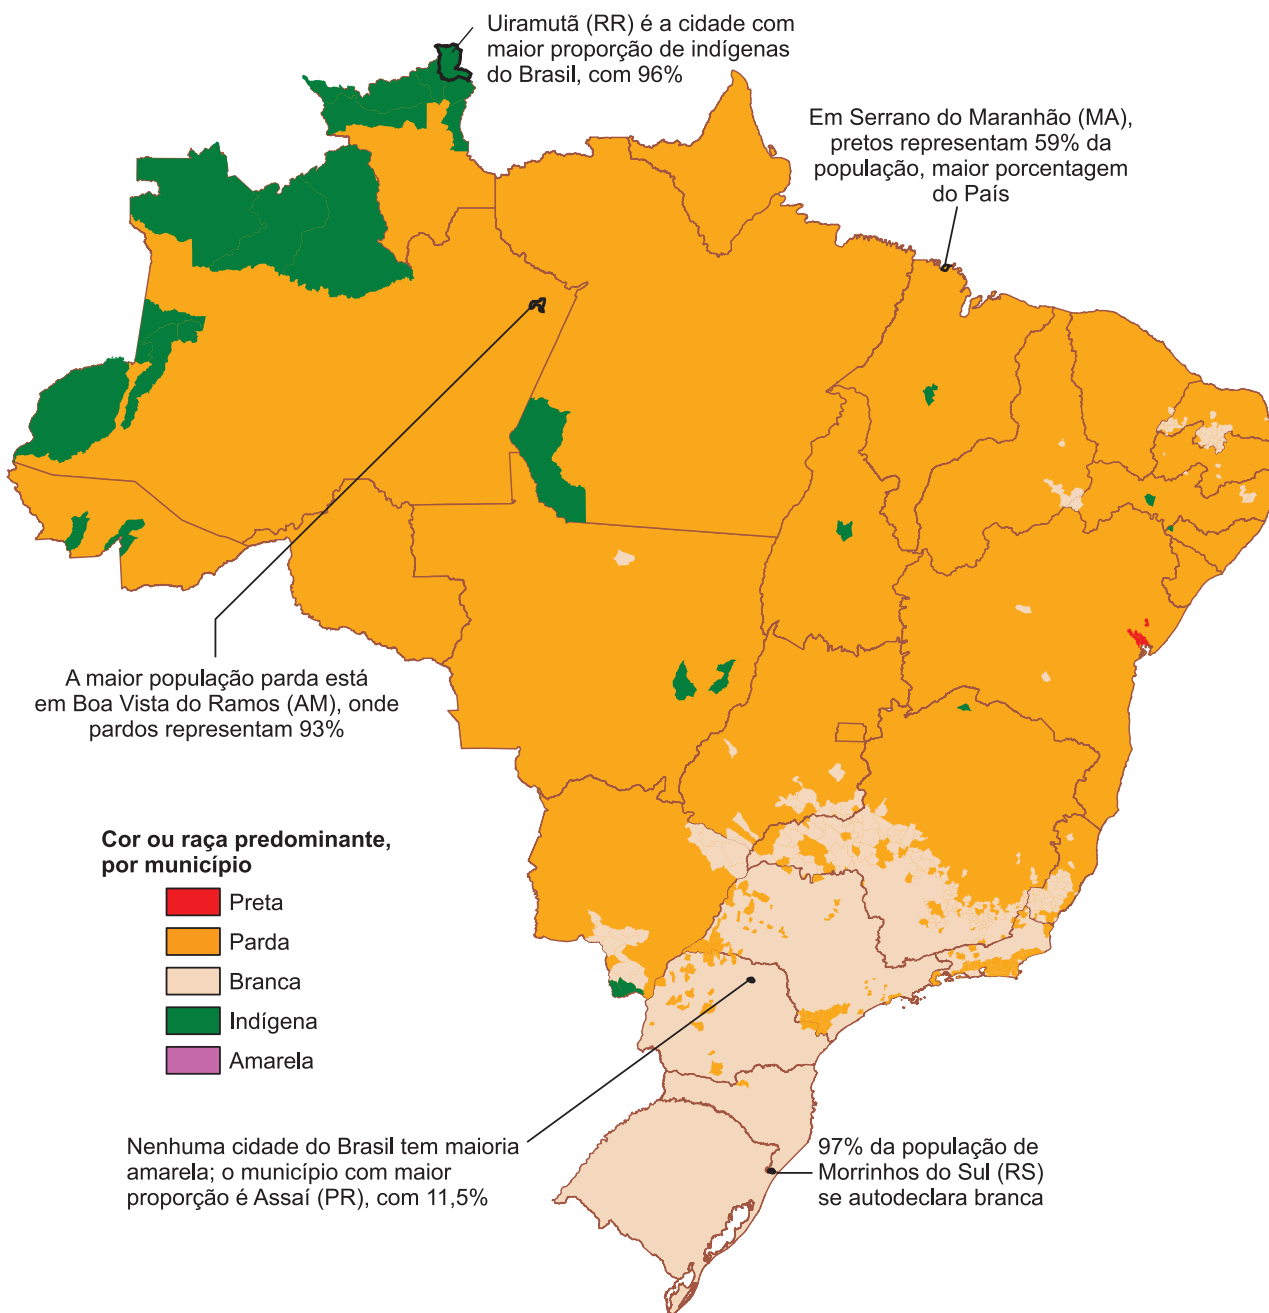 Uiramutã (RR) é a cidade com
maior proporção de indígenas
do Brasil, com 96%
Em Serrano do Maranhão (MA),
pretos representam 59% da
população, maior porcentagem
do País
A maior população parda está
em Boa Vista do Ramos (AM), onde
pardos representam 93%
Cor ou raça predominante,
por município
Preta
Parda
Branca
Indígena
Amarela
Nenhuma cidade do Brasil tem maioria
amarela; o município com maior
proporção é Assaí (PR), com 11,5%
97% da população de
Morrinhos do Sul (RS)
se autodeclara branca